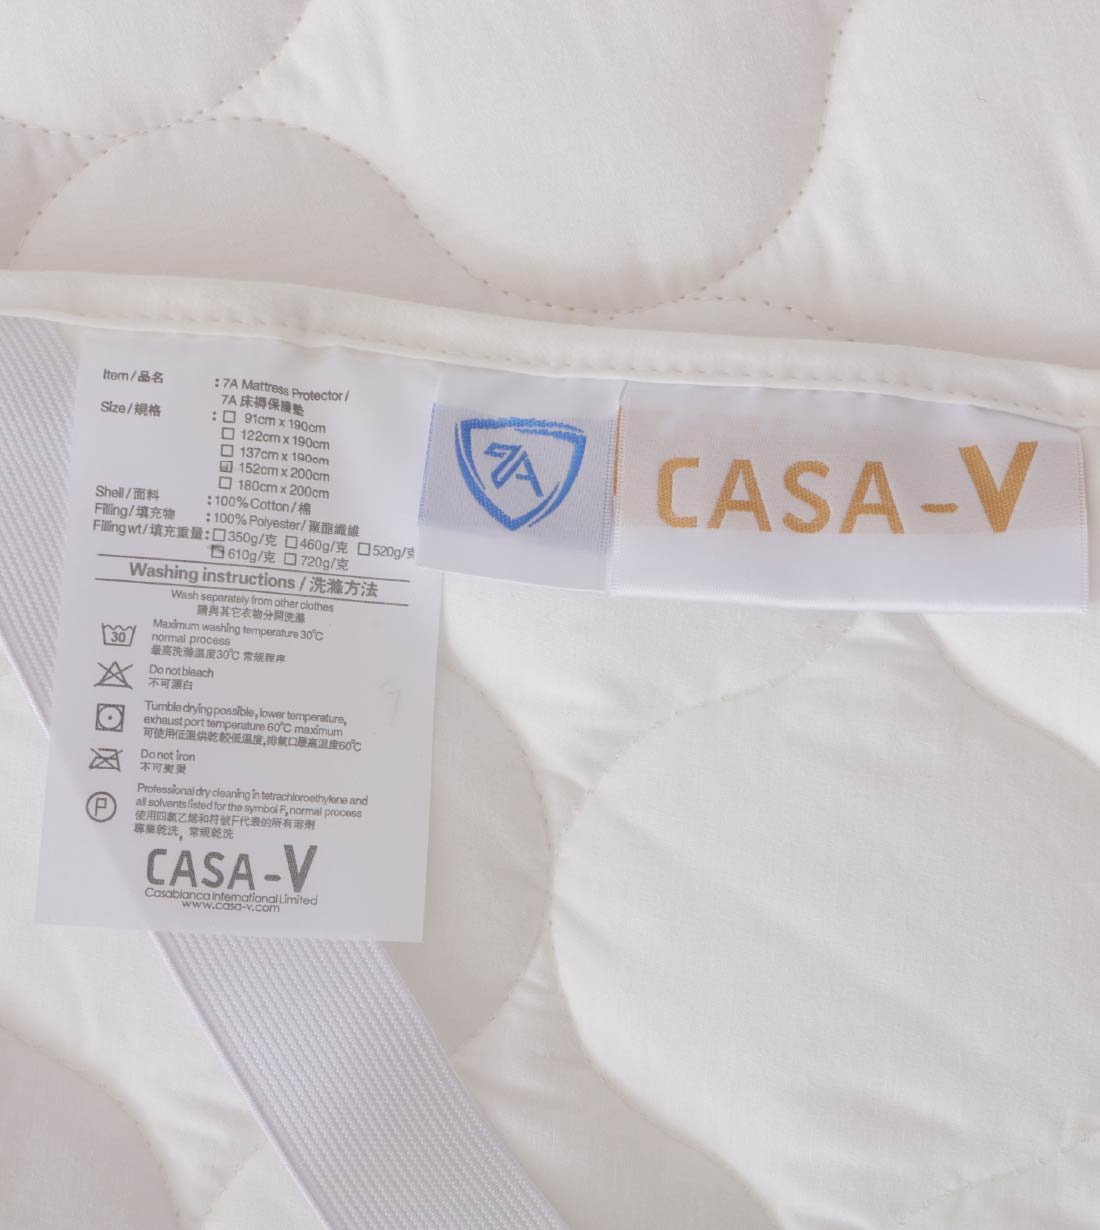 Item/品名 : 7A Mattress Protector/
7A 床褥保護墊
Size/規格 : ☐ 91cm x 190cm
☐ 122cm x 190cm
☐ 137cm x 190cm
☑ 152cm x 200cm
☐ 180cm x 200cm
Shell/面料 : 100% Cotton/棉
Filling/填充物 : 100% Polyester/聚酯纖維
Filling wt/填充重量 : ☐ 350g/克 ☐ 460g/克 ☐ 520g/克
☑ 610g/克 ☐ 720g/克
Washing instructions / 洗滌方法
Wash separately from other clothes
請與其它衣物分開洗滌
30
Maximum washing temperature 30°C
normal process
最高洗滌溫度30°C 常規程序
Do not bleach
不可漂白
Tumble drying possible, lower temperature,
exhaust port temperature 60°C maximum
可使用低溫烘乾較低溫度,排氣口最高溫度60°C
Do not iron
不可熨燙
P
Professional dry cleaning in tetrachloroethylene and
all solvents listed for the symbol F, normal process
使用四氯乙烯和符號F代表的所有溶劑
專業乾洗，常規乾洗
CASA-V
Casablanca International Limited
www.casa-v.com
7A
CASA-V